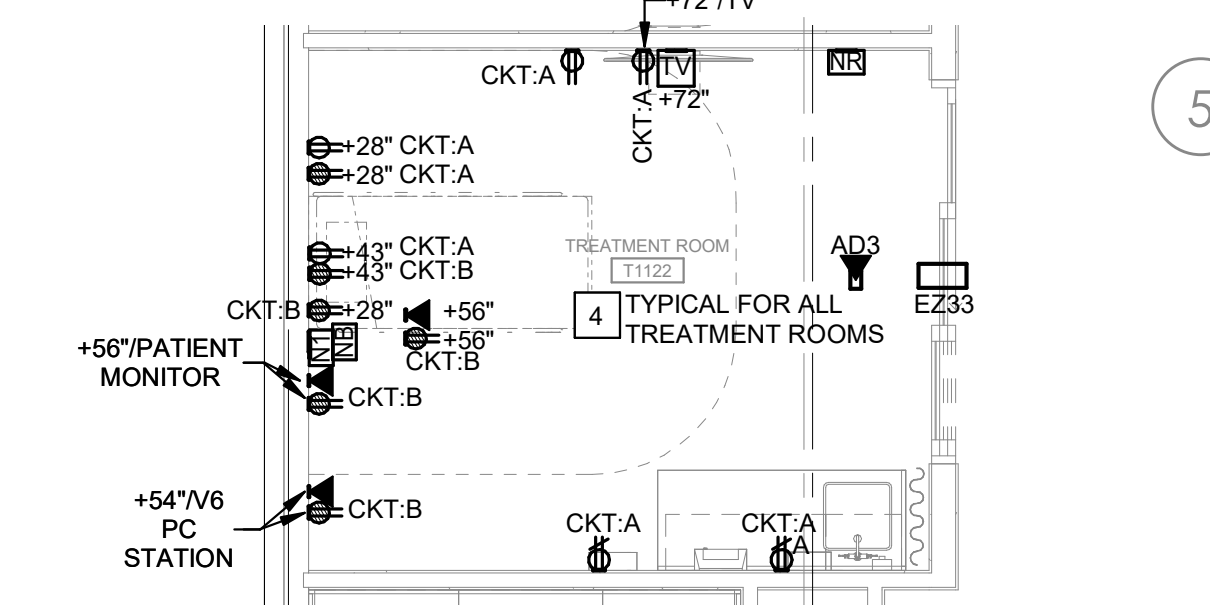 +72"/TV
CKT:A
TV
NR
+72"
CKT:A
5
+28" CKT:A
+28" CKT:A
+43" CKT:A
+43" CKT:B
TREATMENT ROOM
T1122
AD3
EZ33
CKT:B
+28"
+56"
4
TYPICAL FOR ALL
TREATMENT ROOMS
+56"
CKT:B
N1
NB
+56"/PATIENT
MONITOR
CKT:B
+54"/V6
PC
STATION
CKT:B
CKT:A
CKT:A
A